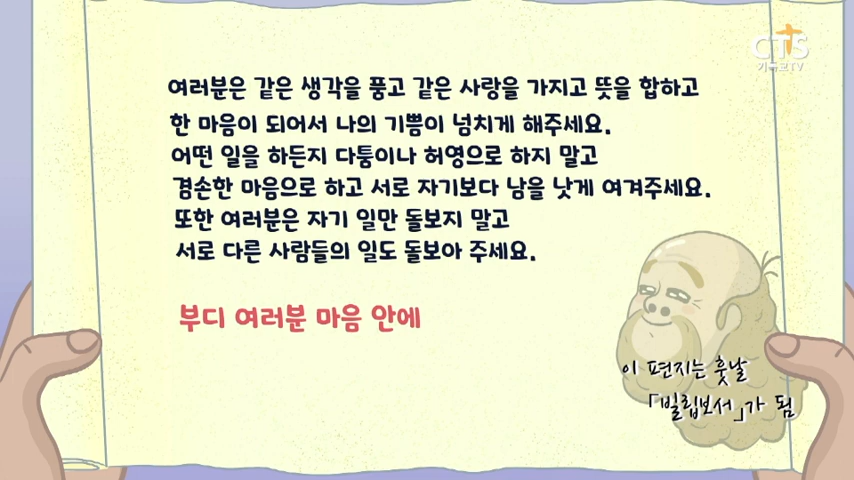 CTS
기독교TV
여러분은 같은 생각을 품고 같은 사랑을 가지고 뜻을 합하고
한 마음이 되어서 나의 기쁨이 넘치게 해주세요.
어떤 일을 하든지 다툼이나 허영으로 하지 말고
겸손한 마음으로 하고 서로 자기보다 남을 낫게 여겨주세요.
또한 여러분은 자기 일만 돌보지 말고
서로 다른 사람들의 일도 돌보아 주세요.
부디 여러분 마음 안에
이 편지는 훗날
「빌립보서」가 됨